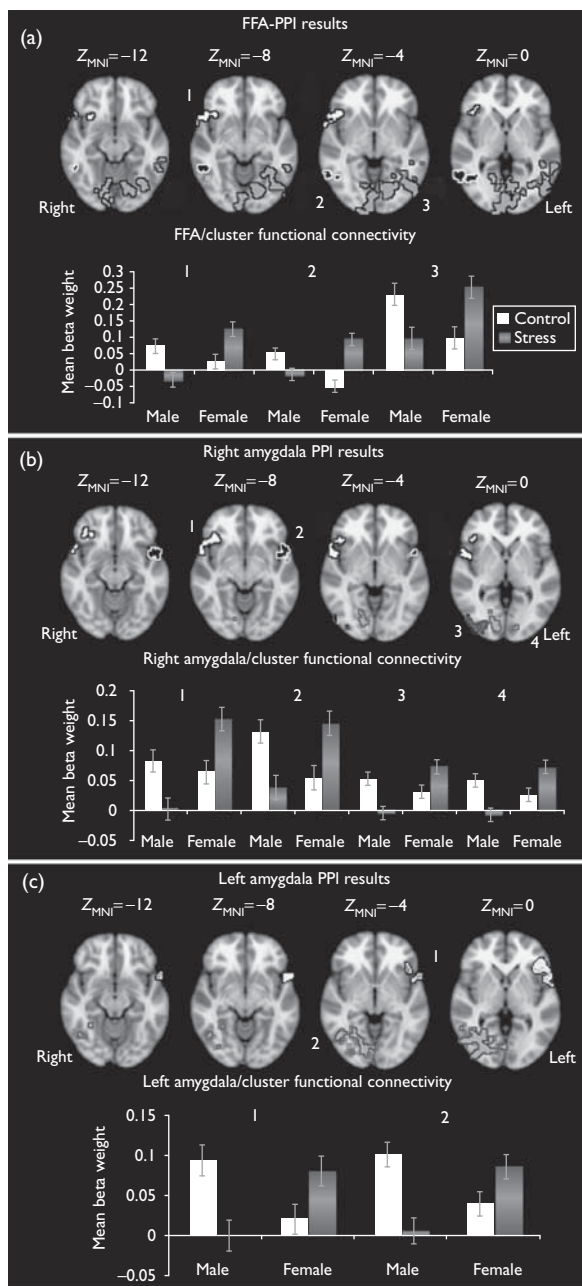 (a)
FFA-PPI results
Z_MNI=−12 Z_MNI=−8 Z_MNI=−4 Z_MNI=0
1
2 3
Right Left
FFA/cluster functional connectivity
1 2 3
Mean beta weight
0.3
0.25
0.2
0.15
0.1
0.05
0
−0.05
−0.1
Control
Stress
Male Female Male Female Male Female
(b)
Right amygdala PPI results
Z_MNI=−12 Z_MNI=−8 Z_MNI=−4 Z_MNI=0
1 2
3 4
Right Left
Right amygdala/cluster functional connectivity
1 2 3 4
Mean beta weight
0.2
0.15
0.1
0.05
0
−0.05
Male Female Male Female Male Female Male Female
(c)
Left amygdala PPI results
Z_MNI=−12 Z_MNI=−8 Z_MNI=−4 Z_MNI=0
1
2
Right Left
Left amygdala/cluster functional connectivity
1 2
Mean beta weight
0.15
0.1
0.05
0
−0.05
Male Female Male Female